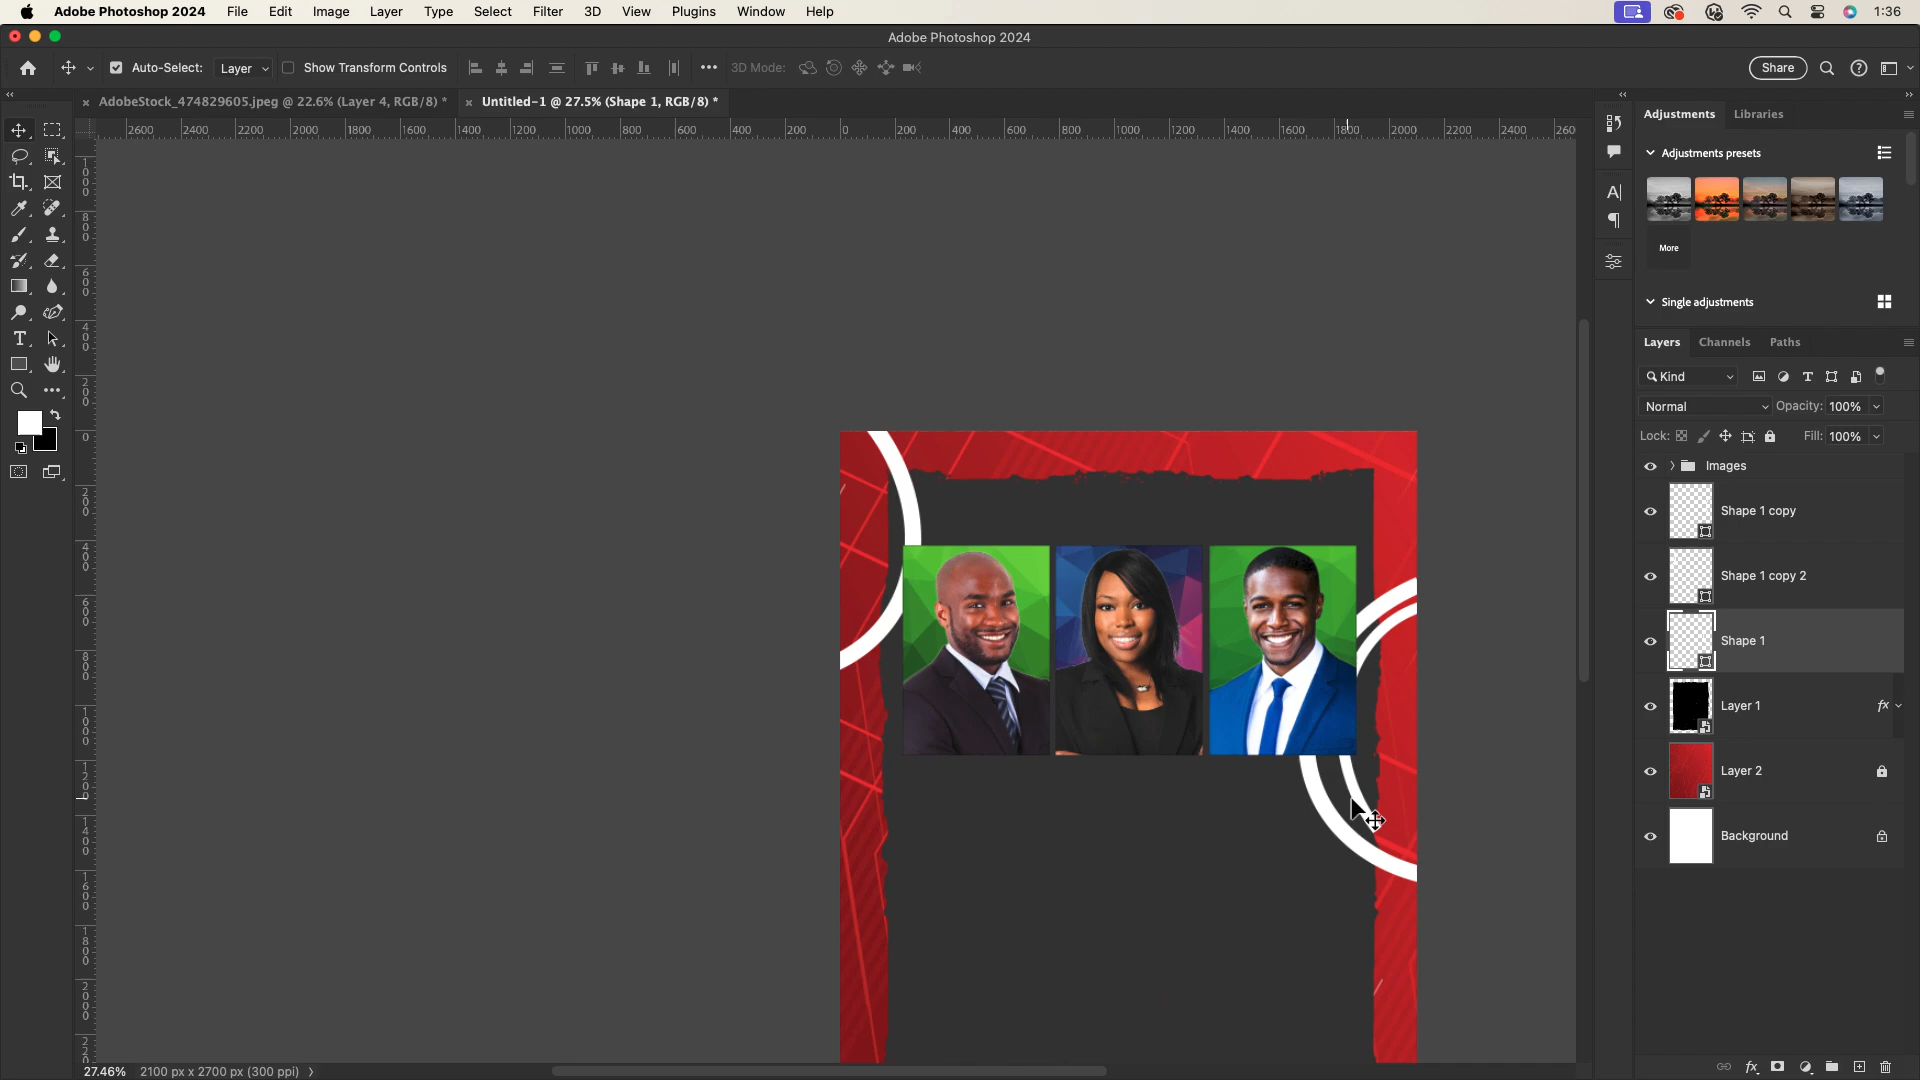 Adobe Photoshop 2024 File Edit Image Layer Type Select Filter 3D View Plugins Window Help 1:36
Adobe Photoshop 2024
Auto-Select: Layer Show Transform Controls 3D Mode: Share
AdobeStock_474829605.jpeg @ 22.6% (Layer 4, RGB/8) * Untitled-1 @ 27.5% (Shape 1, RGB/8) *
2600 2400 2200 2000 1800 1600 1400 1200 1000 800 600 400 200 0 200 400 600 800 1000 1200 1400 1600 1800 2000 2200 2400
Adjustments Libraries
Adjustments presets
More
Single adjustments
Layers Channels Paths
Kind
Normal Opacity: 100%
Lock: Fill: 100%
Images
Shape 1 copy
Shape 1 copy 2
Shape 1
Layer 1 fx
Layer 2
Background
27.46% 2100 px x 2700 px (300 ppi)
fx